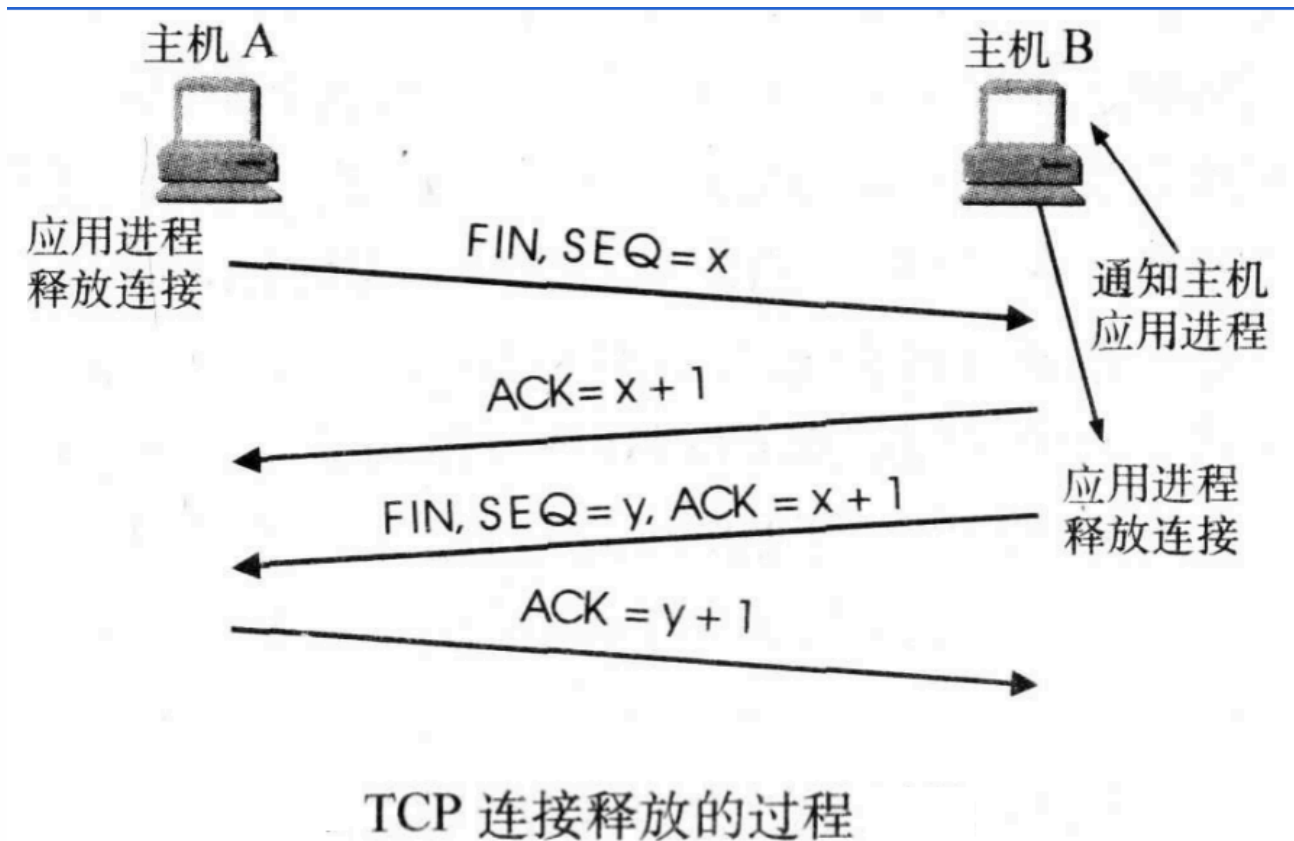 主机 A
主机 B
应用进程
释放连接
FIN, SEQ = x
通知主机
应用进程
ACK = x + 1
FIN, SEQ = y, ACK = x + 1
应用进程
释放连接
ACK = y + 1
TCP 连接释放的过程